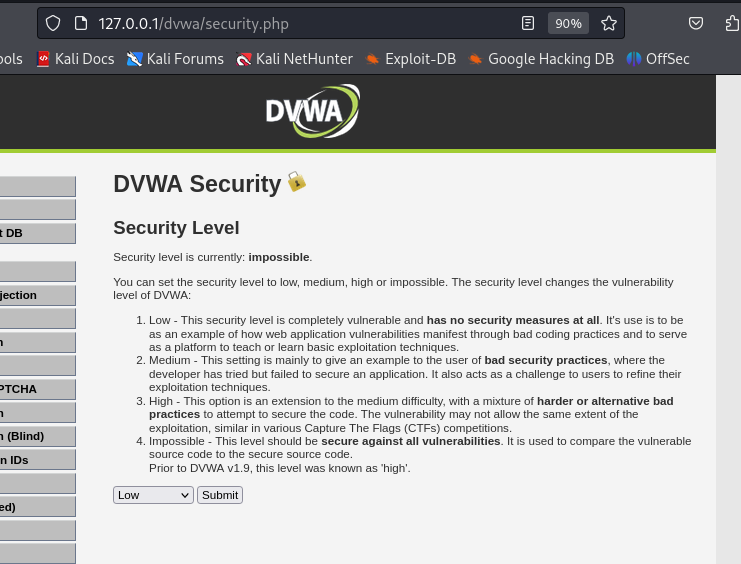 127.0.0.1/dvwa/security.php 90%
ools Kali Docs Kali Forums Kali NetHunter Exploit-DB Google Hacking DB OffSec
DVWA
DVWA Security
Security Level
Security level is currently: impossible.
You can set the security level to low, medium, high or impossible. The security level changes the vulnerability
level of DVWA:
1. Low - This security level is completely vulnerable and has no security measures at all. It's use is to be
as an example of how web application vulnerabilities manifest through bad coding practices and to serve
as a platform to teach or learn basic exploitation techniques.
2. Medium - This setting is mainly to give an example to the user of bad security practices, where the
developer has tried but failed to secure an application. It also acts as a challenge to users to refine their
exploitation techniques.
3. High - This option is an extension to the medium difficulty, with a mixture of harder or alternative bad
practices to attempt to secure the code. The vulnerability may not allow the same extent of the
exploitation, similar in various Capture The Flags (CTFs) competitions.
4. Impossible - This level should be secure against all vulnerabilities. It is used to compare the vulnerable
source code to the secure source code.
Prior to DVWA v1.9, this level was known as 'high'.
Low Submit
t DB
jection
n
PTCHA
n
n (Blind)
n IDs
ed)